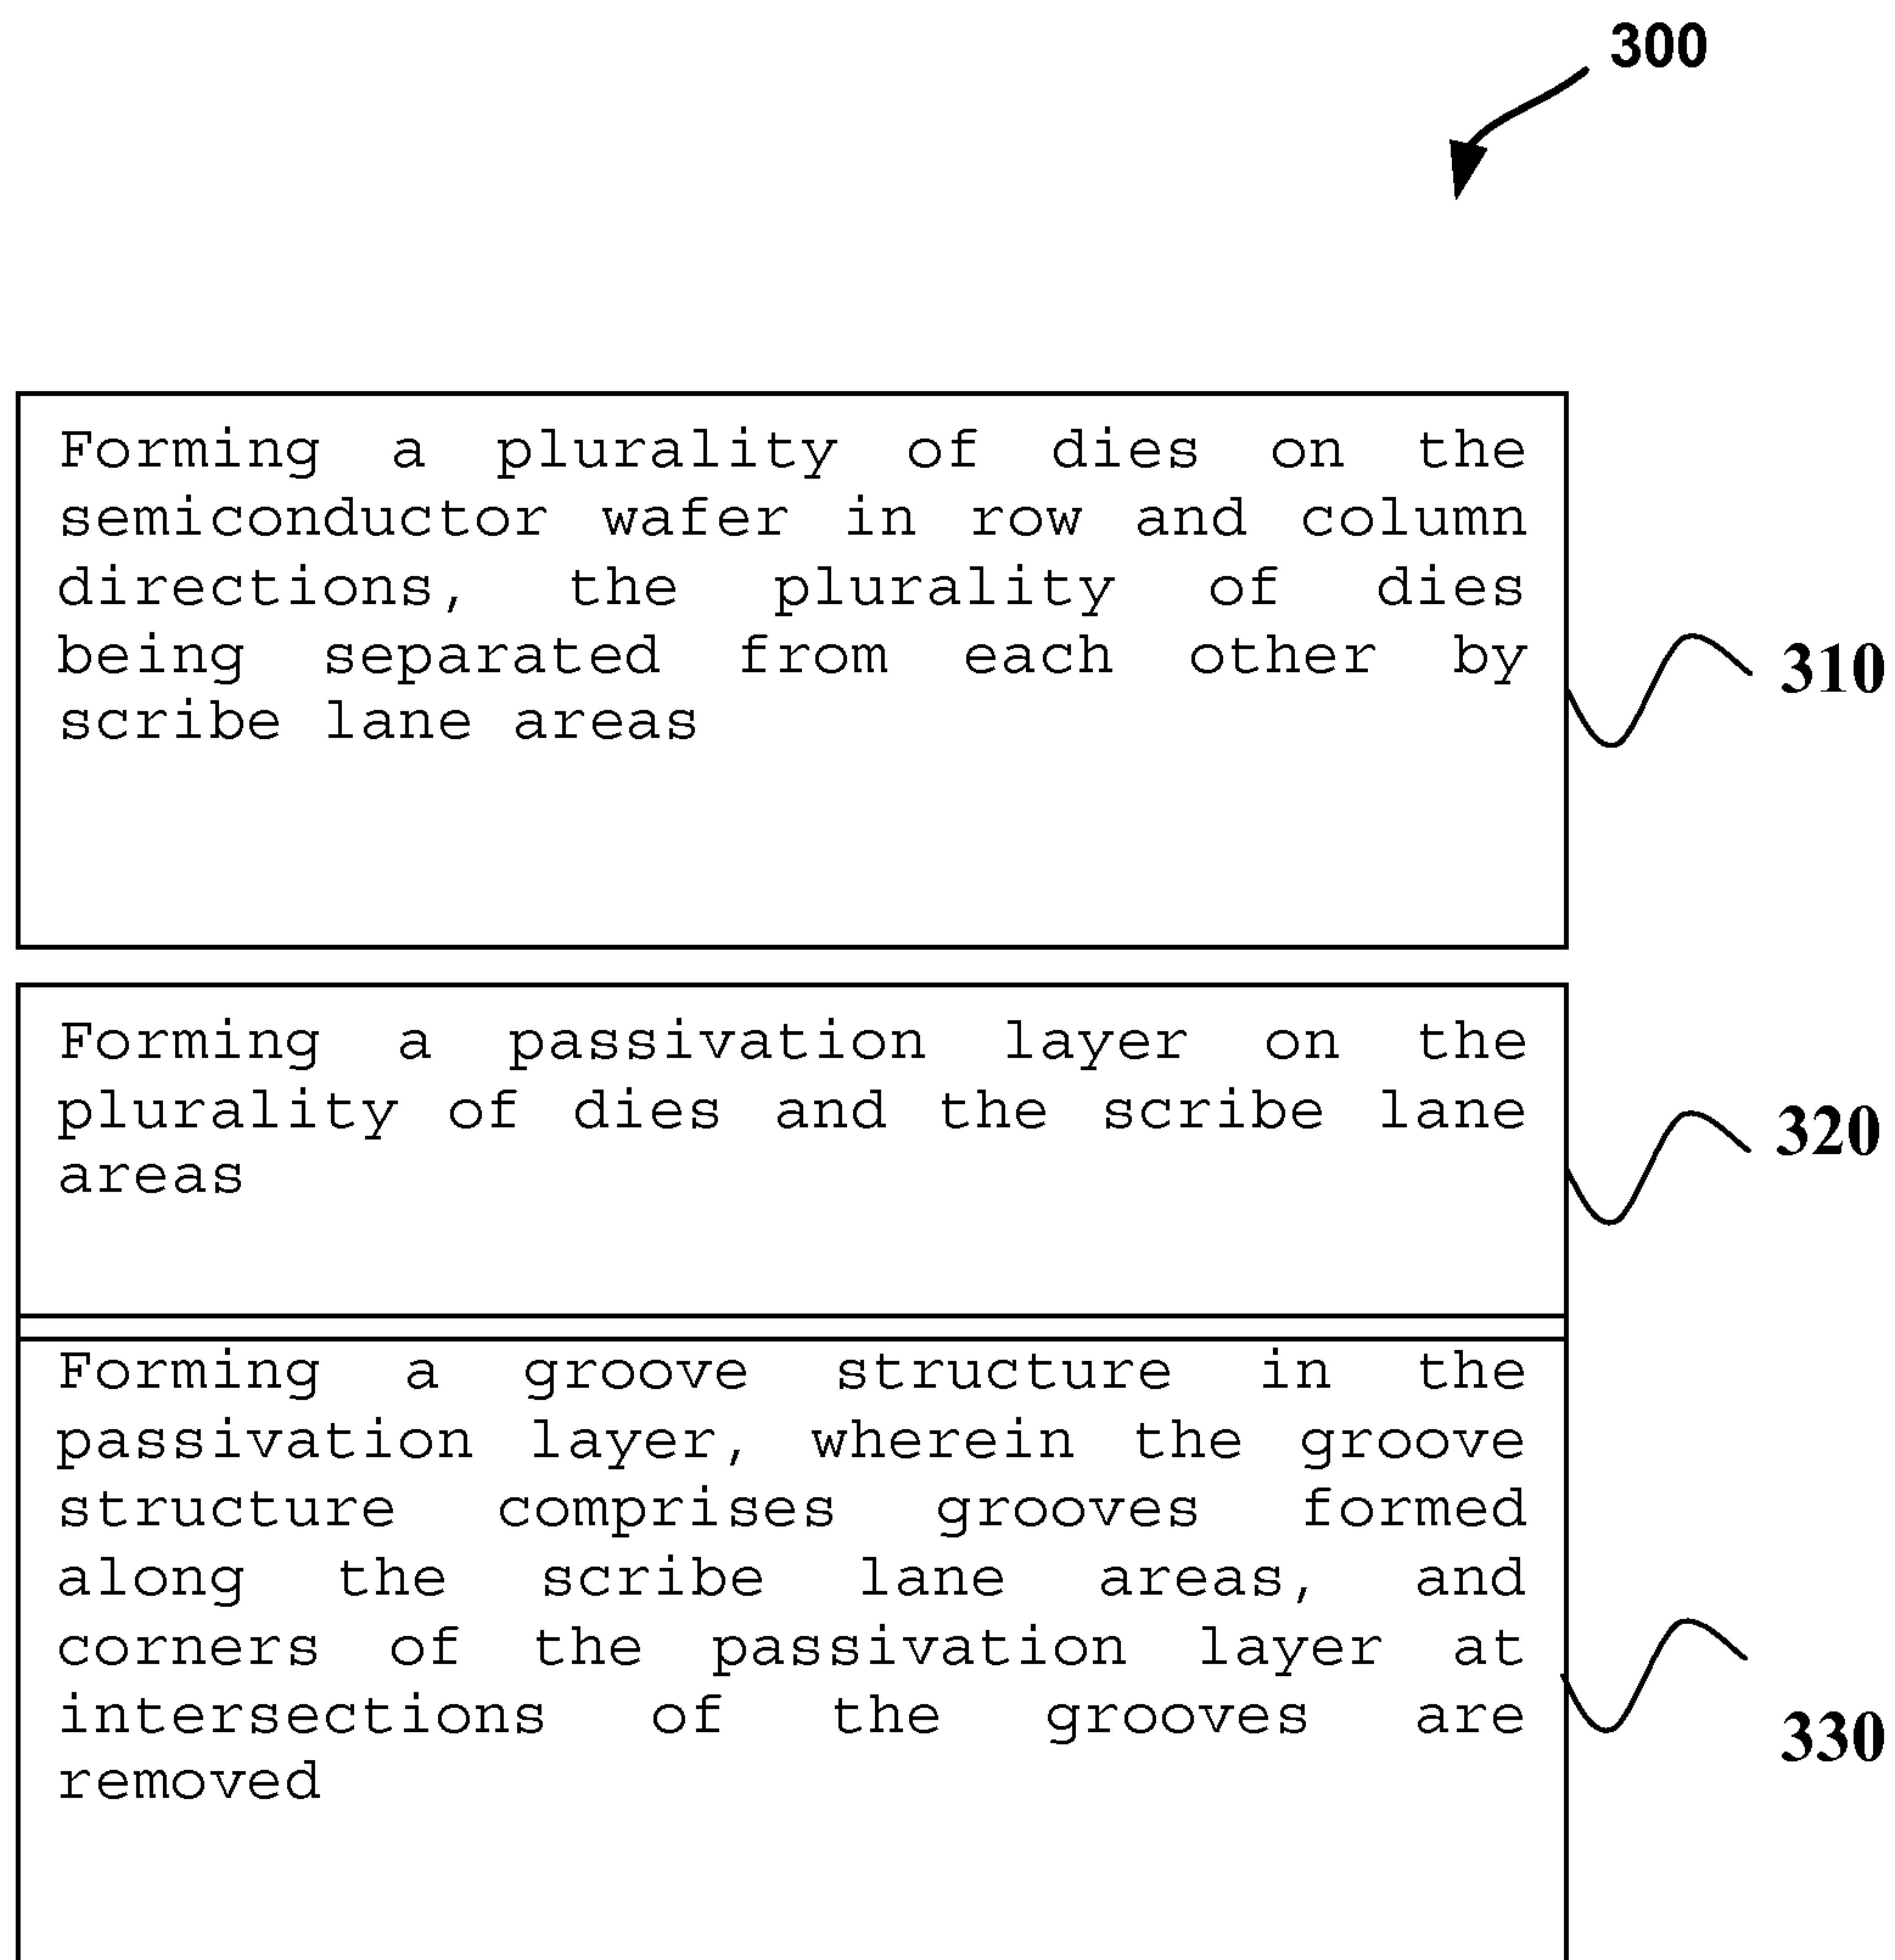 300
Forming a plurality of dies on the
semiconductor wafer in row and column
directions, the plurality of dies
being separated from each other by
scribe lane areas
310
Forming a passivation layer on the
plurality of dies and the scribe lane
areas
320
Forming a groove structure in the
passivation layer, wherein the groove
structure comprises grooves formed
along the scribe lane areas, and
corners of the passivation layer at
intersections of the grooves are
removed
330